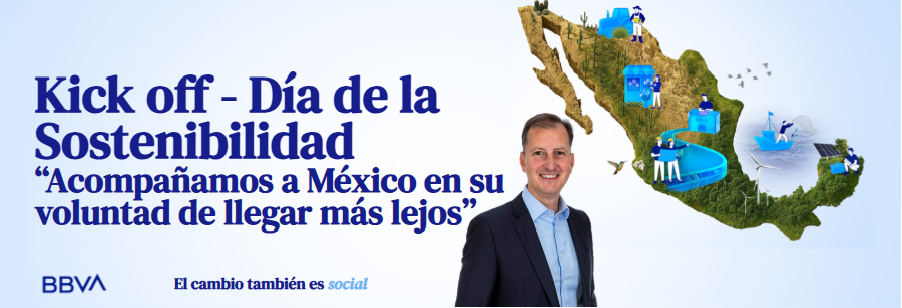 Kick off - Día de la
Sostenibilidad
“Acompañamos a México en su
voluntad de llegar más lejos”
BBVA
El cambio también es social